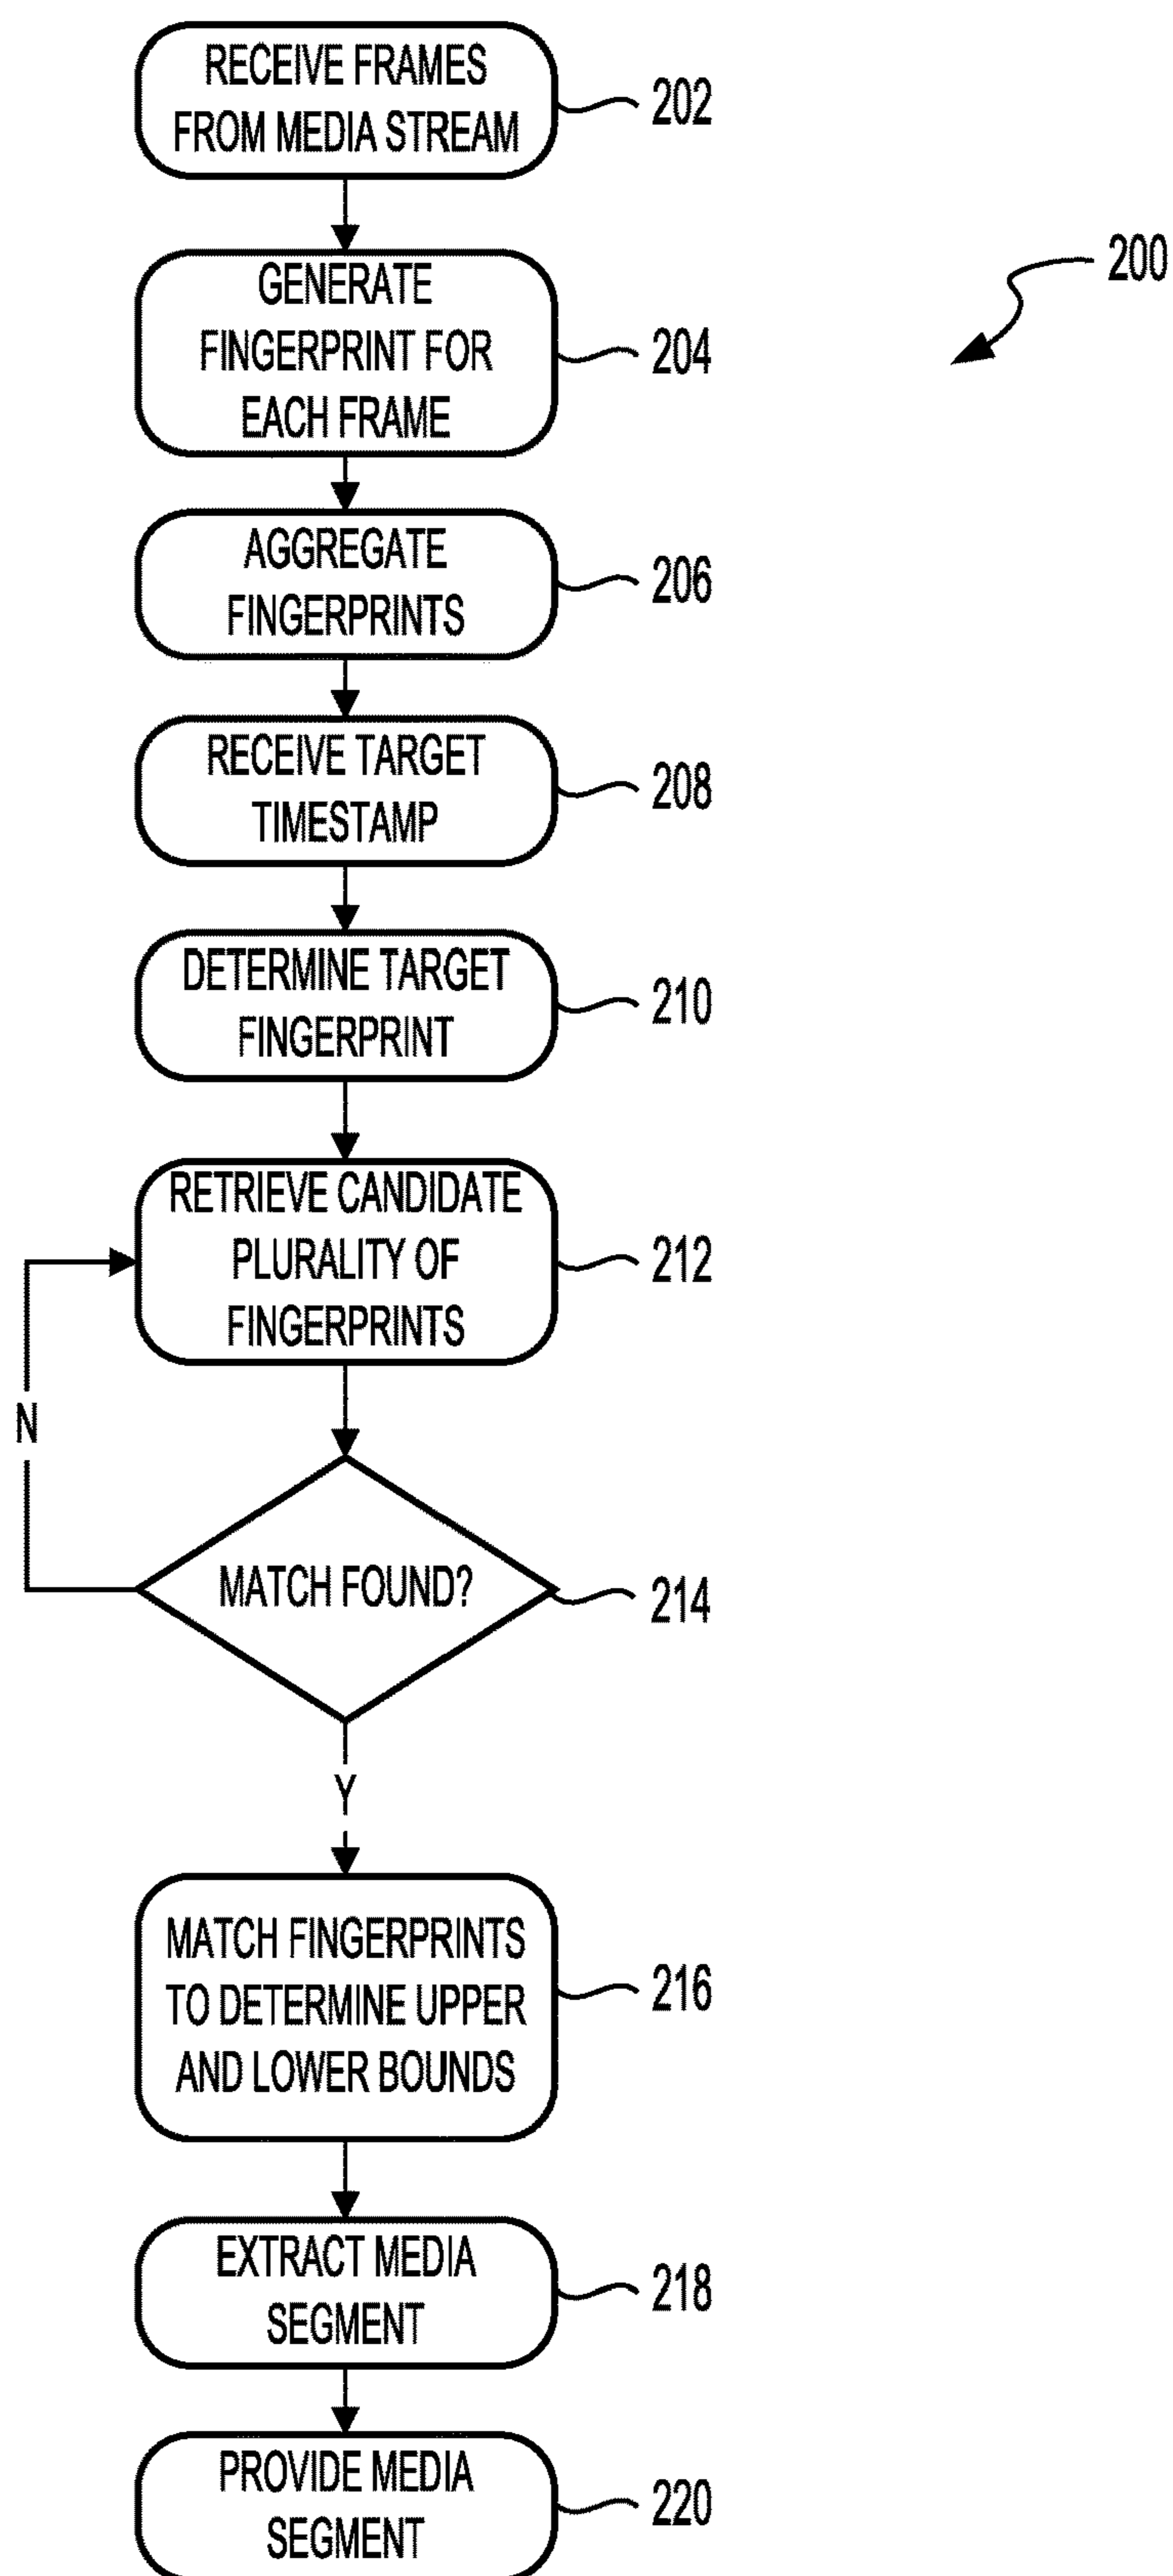 RECEIVE FRAMES
FROM MEDIA STREAM
202
200
GENERATE
FINGERPRINT FOR
EACH FRAME
204
AGGREGATE
FINGERPRINTS
206
RECEIVE TARGET
TIMESTAMP
208
DETERMINE TARGET
FINGERPRINT
210
RETRIEVE CANDIDATE
PLURALITY OF
FINGERPRINTS
212
N
MATCH FOUND?
214
Y
MATCH FINGERPRINTS
TO DETERMINE UPPER
AND LOWER BOUNDS
216
EXTRACT MEDIA
SEGMENT
218
PROVIDE MEDIA
SEGMENT
220